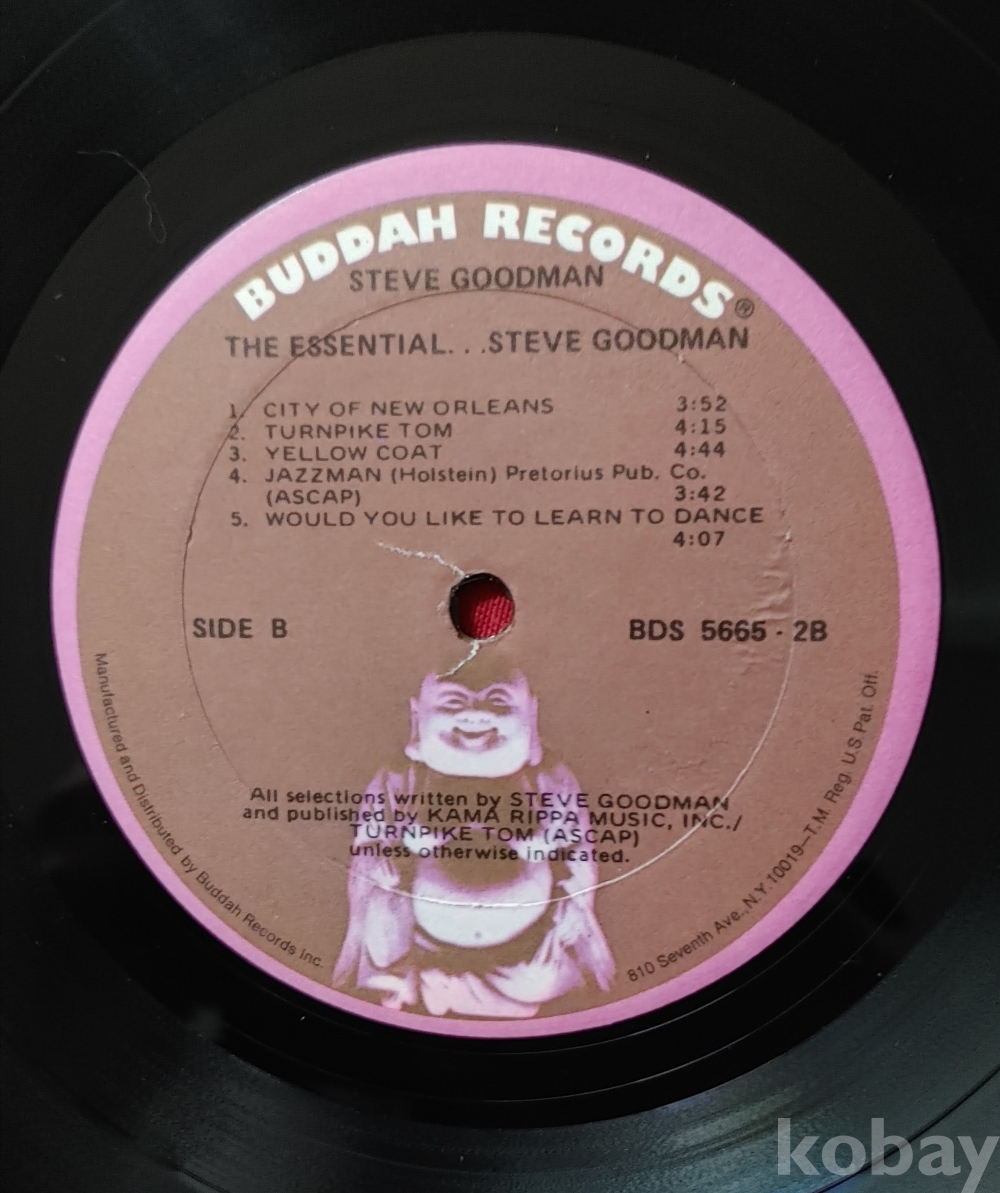 BUDDAH RECORDS®
STEVE GOODMAN
THE ESSENTIAL. . .STEVE GOODMAN
1. CITY OF NEW ORLEANS 3:52
2. TURNPIKE TOM 4:15
3. YELLOW COAT 4:44
4. JAZZMAN (Holstein) Pretorius Pub. Co.
(ASCAP) 3:42
5. WOULD YOU LIKE TO LEARN TO DANCE
4:07
SIDE B BDS 5665 - 2B
All selections written by STEVE GOODMAN
and published by KAMA RIPPA MUSIC, INC./
TURNPIKE TOM (ASCAP)
unless otherwise indicated.
Manufactured and Distributed by Buddah Records Inc.
810 Seventh Ave., N.Y. 10019—T.M. Reg. U.S Pat. Off.
kobay